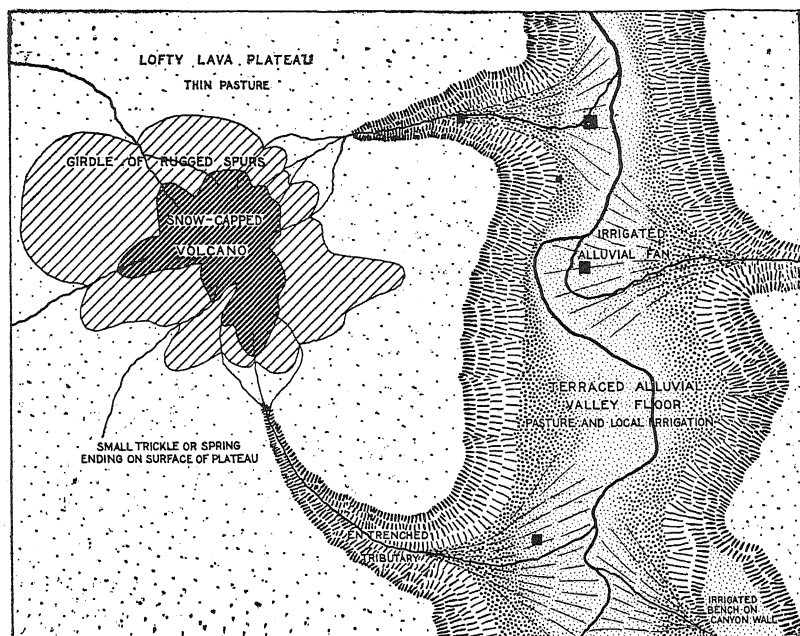 LOFTY LAVA PLATEAU
THIN PASTURE
GIRDLE OF RUGGED SPURS
SNOW-CAPPED
VOLCANO
IRRIGATED
ALLUVIAL FAN
TERRACED ALLUVIAL
VALLEY FLOOR
PASTURE AND LOCAL IRRIGATION
SMALL TRICKLE OR SPRING
ENDING ON SURFACE OF PLATEAU
ENTRENCHED
TRIBUTARY
IRRIGATED
BENCH ON
CANYON WALL